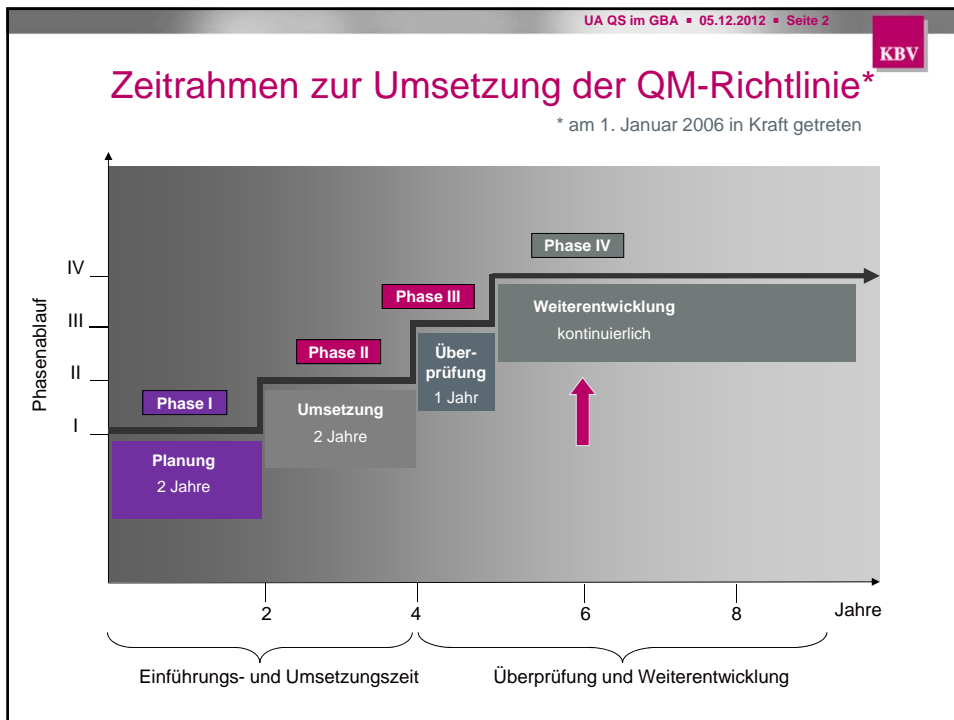 UA QS im GBA ▪ 05.12.2012 ▪ Seite 2
KBV
Zeitrahmen zur Umsetzung der QM-Richtlinie*
* am 1. Januar 2006 in Kraft getreten
Phasenablauf
IV
III
II
I
Phase IV
Phase III
Phase II
Phase I
Weiterentwicklung
kontinuierlich
Über-
prüfung
1 Jahr
Umsetzung
2 Jahre
Planung
2 Jahre
2 4 6 8 Jahre
Einführungs- und Umsetzungszeit
Überprüfung und Weiterentwicklung